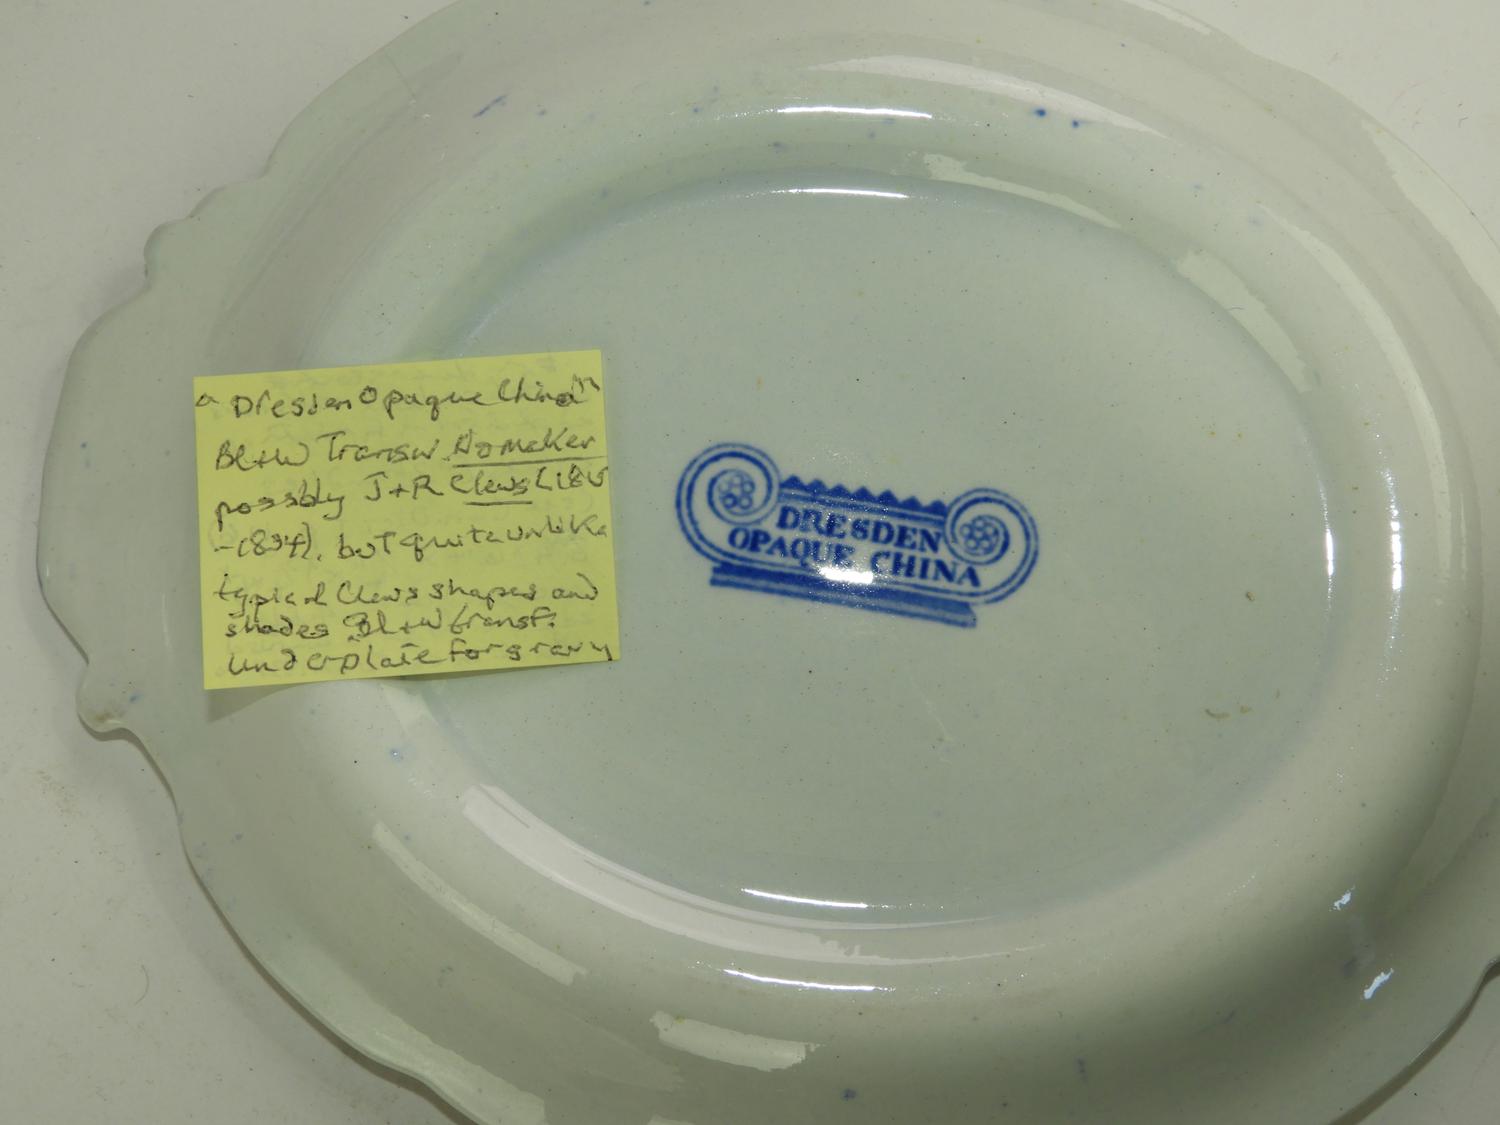 "Dresden Opaque China"
Bl+W Transw No maker
possibly J+R Clews (1815
-1834), but quite unlike
typical Clews shapes and
shades Bl+W transf.
underplate for gravy
DRESDEN
OPAQUE CHINA